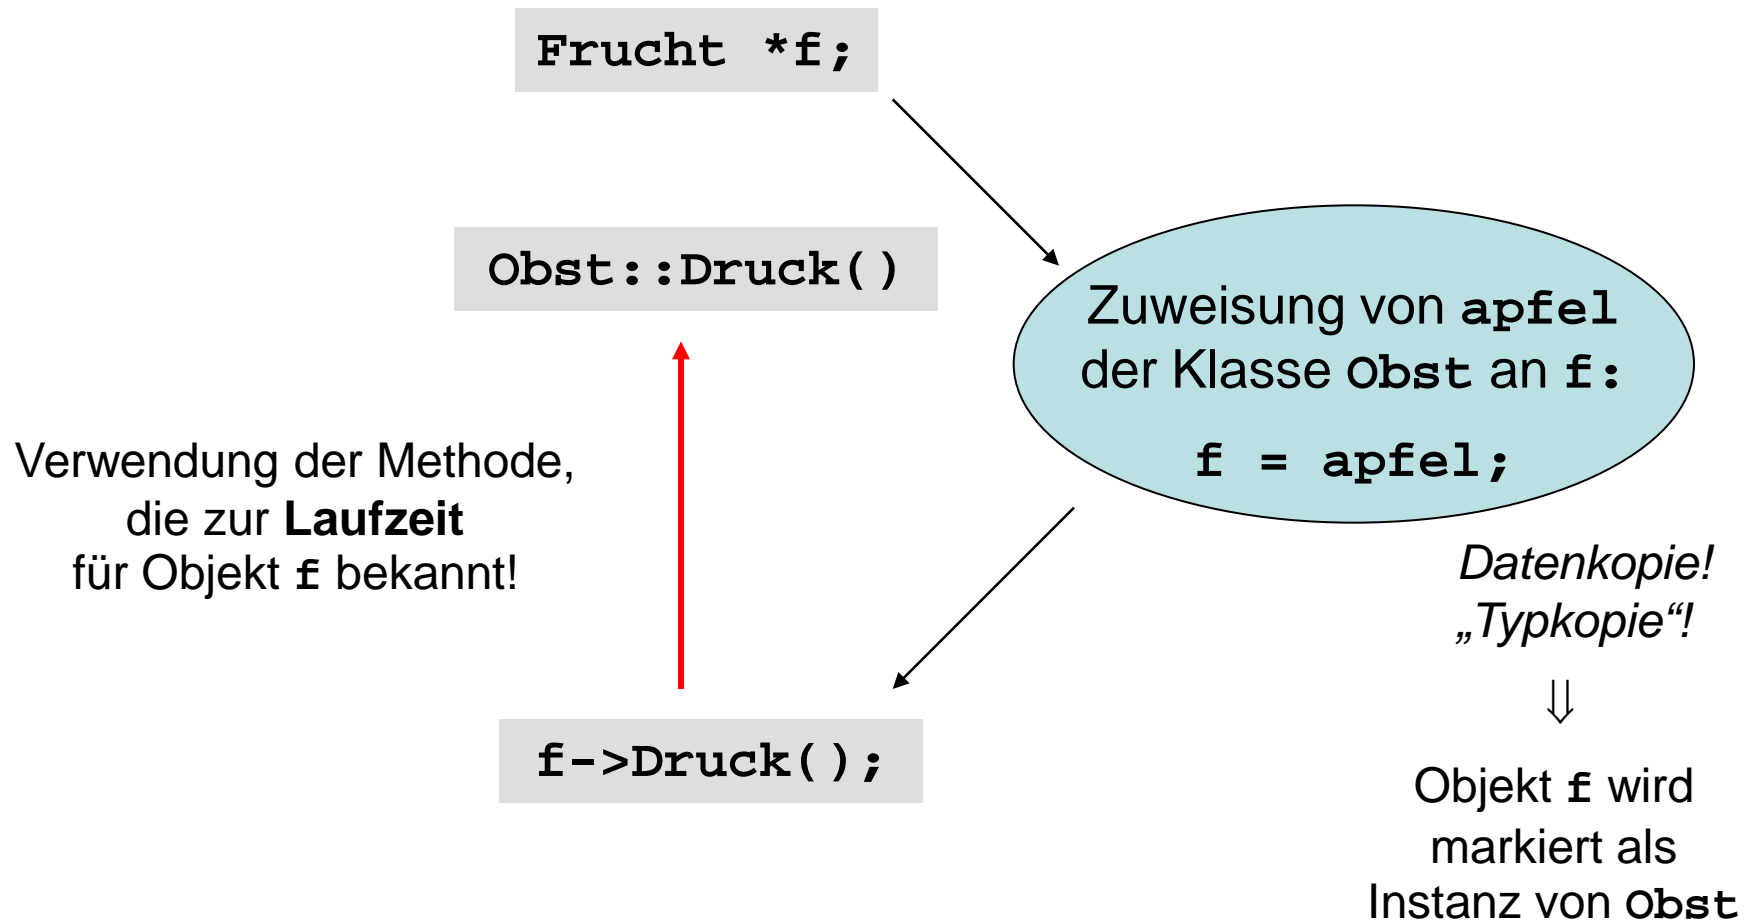 Frucht *f;
Obst::Druck()
Zuweisung von apfel
der Klasse Obst an f:
f = apfel;
Verwendung der Methode,
die zur Laufzeit
für Objekt f bekannt!
Datenkopie!
„Typkopie“!
⇓
f->Druck();
Objekt f wird
markiert als
Instanz von Obst